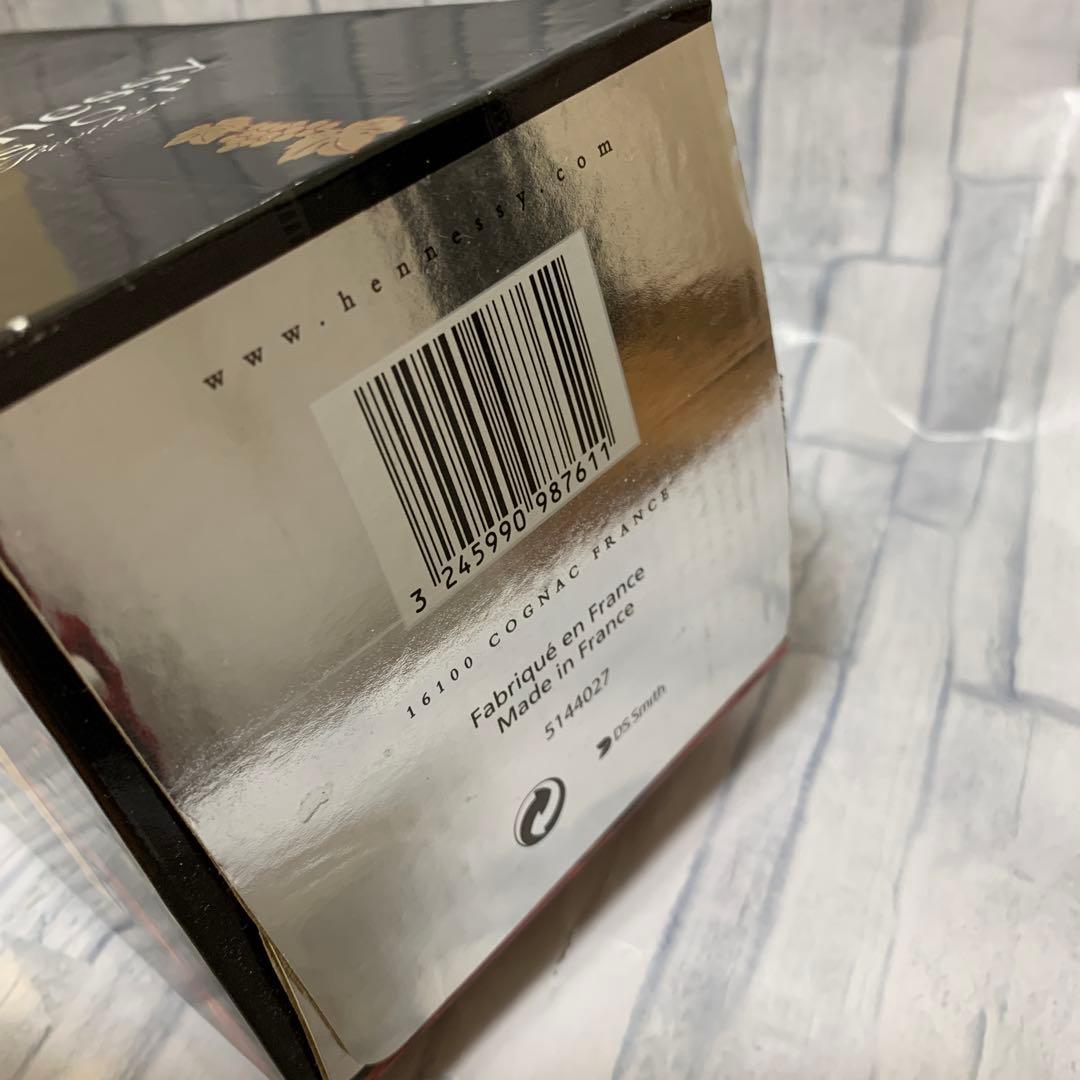 www.hennessy.com
3 245990 987611
16100 COGNAC FRANCE
Fabriqué en France
Made in France
5144027
DS Smith